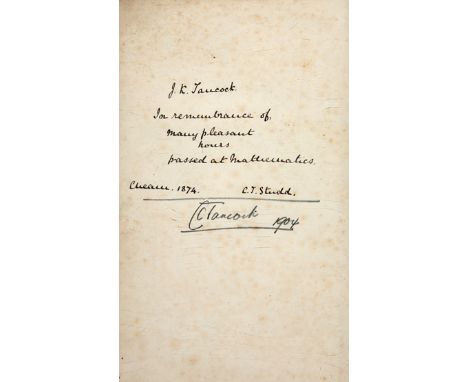 J. K. Tancock.
In remembrance of
many pleasant
hours
passed at Mathematics.
Cheam. 1874. C. T. Studd.
C Tancock 1904